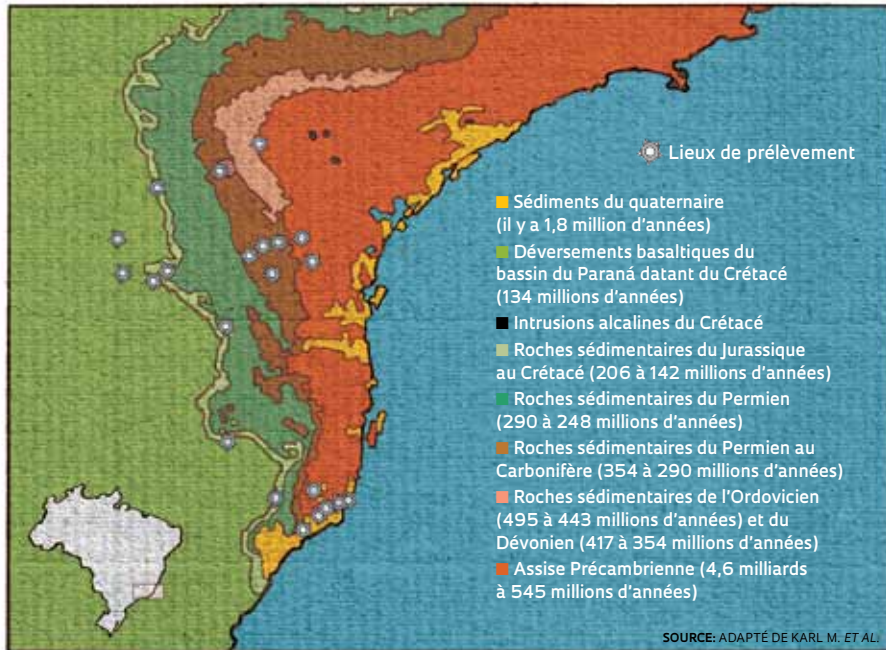 Lieux de prélèvement
Sédiments du quaternaire
(il y a 1,8 million d'années)
Déversements basaltiques du
bassin du Paraná datant du Crétacé
(134 millions d'années)
Intrusions alcalines du Crétacé
Roches sédimentaires du Jurassique
au Crétacé (206 à 142 millions d'années)
Roches sédimentaires du Permien
(290 à 248 millions d'années)
Roches sédimentaires du Permien au
Carbonifère (354 à 290 millions d'années)
Roches sédimentaires de l'Ordovicien
(495 à 443 millions d'années) et du
Dévonien (417 à 354 millions d'années)
Assise Précambrienne (4,6 milliards
à 545 millions d'années)
SOURCE: ADAPTÉ DE KARL M. ET AL.